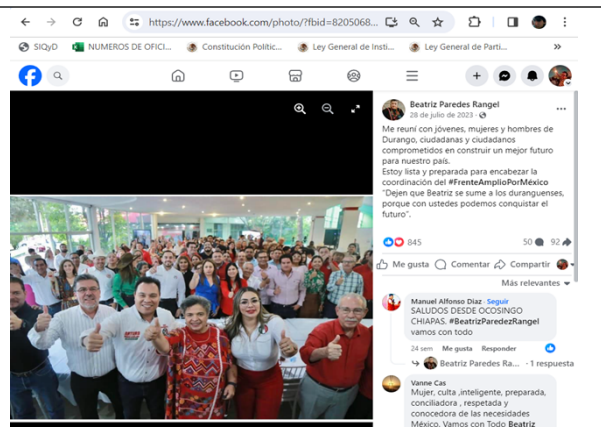 https://www.facebook.com/photo/?fbid=8205068...
SIQyD
NUMEROS DE OFICI...
Constitución Polític...
Ley General de Insti...
Ley General de Parti...
Beatriz Paredes Rangel
28 de julio de 2023 ·
Me reuní con jóvenes, mujeres y hombres de
Durango, ciudadanas y ciudadanos
comprometidos en construir un mejor futuro
para nuestro país.
Estoy lista y preparada para encabezar la
coordinación del #FrenteAmplioPorMéxico
"Dejen que Beatriz se sume a los duranguenses,
porque con ustedes podemos conquistar el
futuro".
845
50
92
Me gusta
Comentar
Compartir
Más relevantes
Manuel Alfonso Diaz · Seguir
SALUDOS DESDE OCOSINGO
CHIAPAS. #BeatrizParedezRangel
vamos con todo
24 sem Me gusta Responder
Beatriz Paredes Ra... · 1 respuesta
Vanne Cas
Mujer, culta ,inteligente, preparada,
conciliadora , respetada y
conocedora de las necesidades
México. Vamos con Todo Beatriz